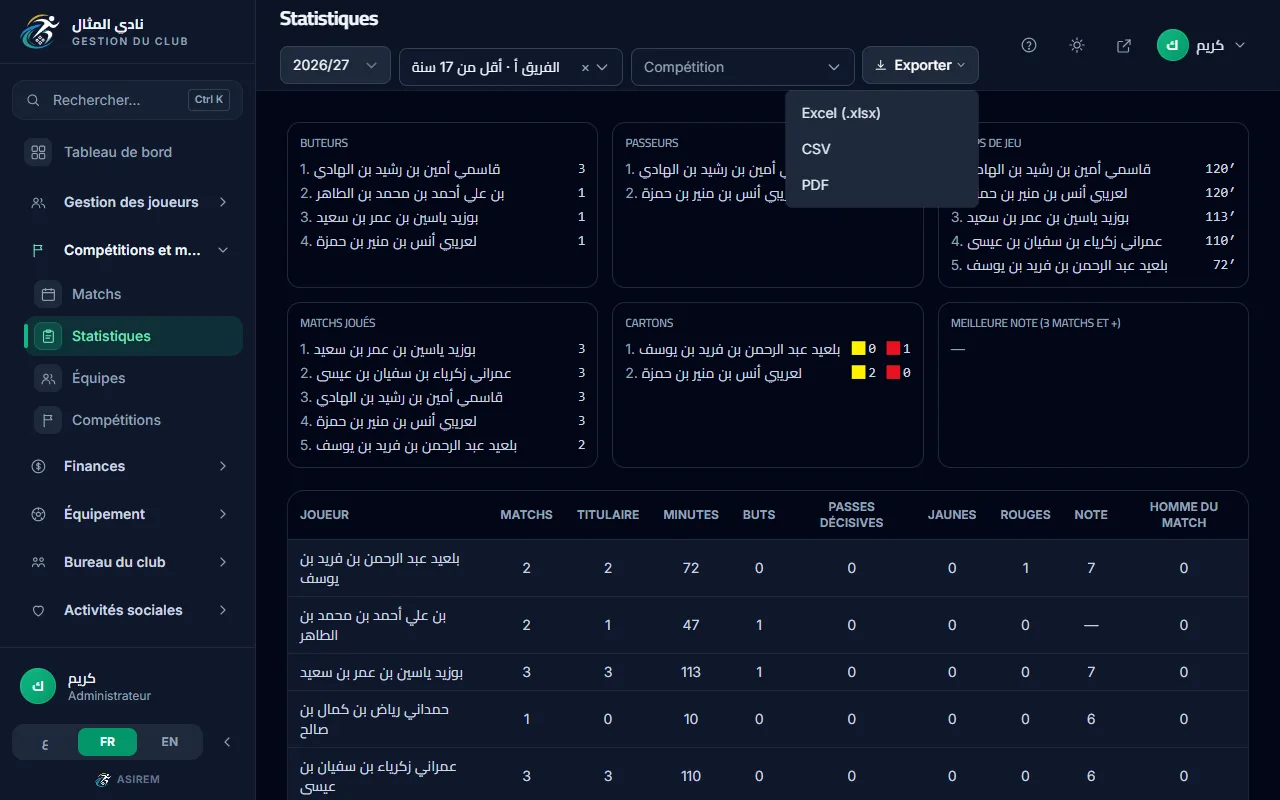 نادي المثال
GESTION DU CLUB
Rechercher...
Ctrl K
Tableau de bord
Gestion des joueurs
Compétitions et m...
Matchs
Statistiques
Équipes
Compétitions
Finances
Équipement
Bureau du club
Activités sociales
كريم
Administrateur
ع
FR
EN
ASIREM
Statistiques
2026/27
الفريق أ · أقل من 17 سنة
×
Compétition
Exporter
ك
كريم
Excel (.xlsx)
CSV
PDF
BUTEURS
1. قاسمي أمين بن رشيد بن الهادي 3
2. بن علي أحمد بن محمد بن الطاهر 1
3. بوزيد ياسين بن عمر بن سعيد 1
4. لعريبي أنس بن منير بن حمزة 1
PASSEURS
1. قاسمي أمين بن رشيد بن الهادي
2. لعريبي أنس بن منير بن
PS DE JEU
قاسمي أمين بن رشيد بن الهادي 120′
لعريبي أنس بن منير بن حمزة 120′
3. بوزيد ياسين بن عمر بن سعيد 113′
4. عمراني زكرياء بن سفيان بن عيسى 110′
5. بلعيد عبد الرحمن بن فريد بن يوسف 72′
MATCHS JOUÉS
1. بوزيد ياسين بن عمر بن سعيد 3
2. عمراني زكرياء بن سفيان بن عيسى 3
3. قاسمي أمين بن رشيد بن الهادي 3
4. لعريبي أنس بن منير بن حمزة 3
5. بلعيد عبد الرحمن بن فريد بن يوسف 2
CARTONS
1. بلعيد عبد الرحمن بن فريد بن يوسف 0 1
2. لعريبي أنس بن منير بن حمزة 2 0
MEILLEURE NOTE (3 MATCHS ET +)
—
JOUEUR MATCHS TITULAIRE MINUTES BUTS PASSES DÉCISIVES JAUNES ROUGES NOTE HOMME DU MATCH
بلعيد عبد الرحمن بن فريد بن يوسف 2 2 72 0 0 0 1 7 0
بن علي أحمد بن محمد بن الطاهر 2 1 47 1 0 0 0 — 0
بوزيد ياسين بن عمر بن سعيد 3 3 113 1 0 0 0 7 0
حمداني رياض بن كمال بن صالح 1 0 10 0 0 0 0 6 0
عمراني زكرياء بن سفيان بن عيسى 3 3 110 0 0 0 0 6 0